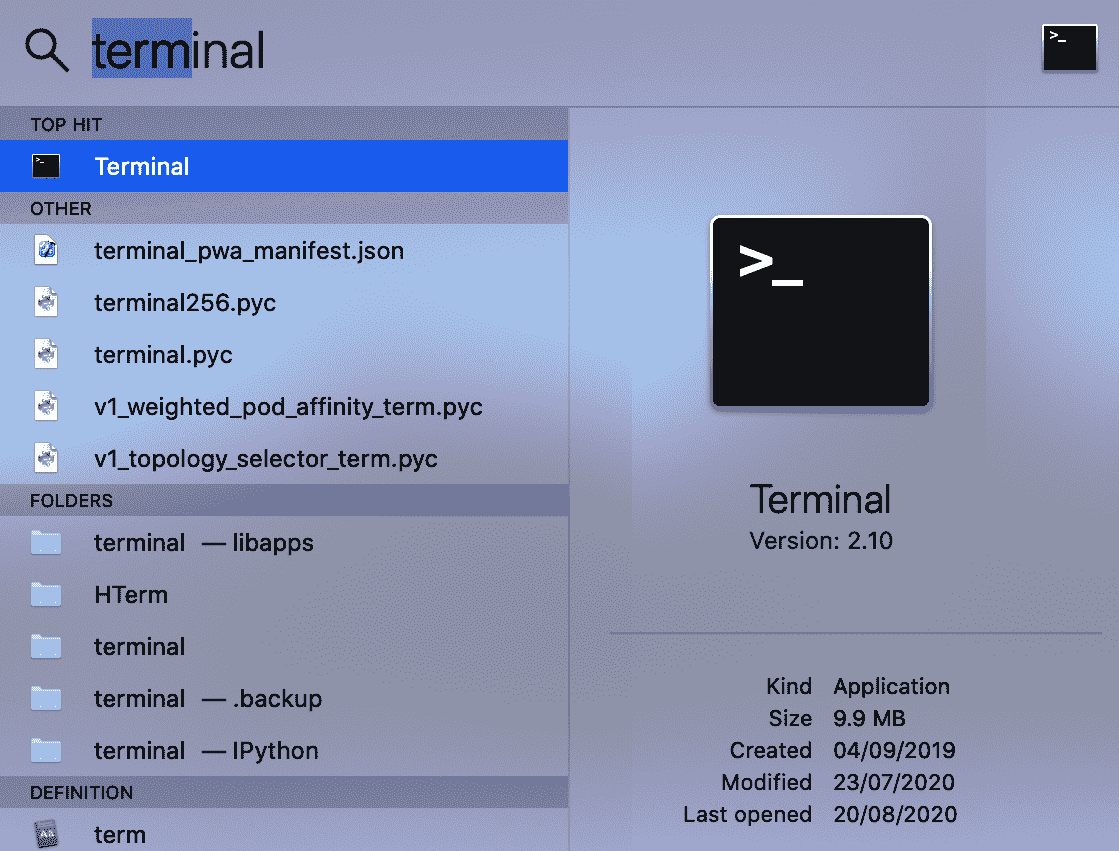 terminal
>_
TOP HIT
>_ Terminal
OTHER
terminal_pwa_manifest.json
terminal256.pyc
terminal.pyc
v1_weighted_pod_affinity_term.pyc
v1_topology_selector_term.pyc
FOLDERS
terminal — libapps
HTerm
terminal
terminal — .backup
terminal — IPython
DEFINITION
Aa term
>_
Terminal
Version: 2.10
Kind Application
Size 9.9 MB
Created 04/09/2019
Modified 23/07/2020
Last opened 20/08/2020